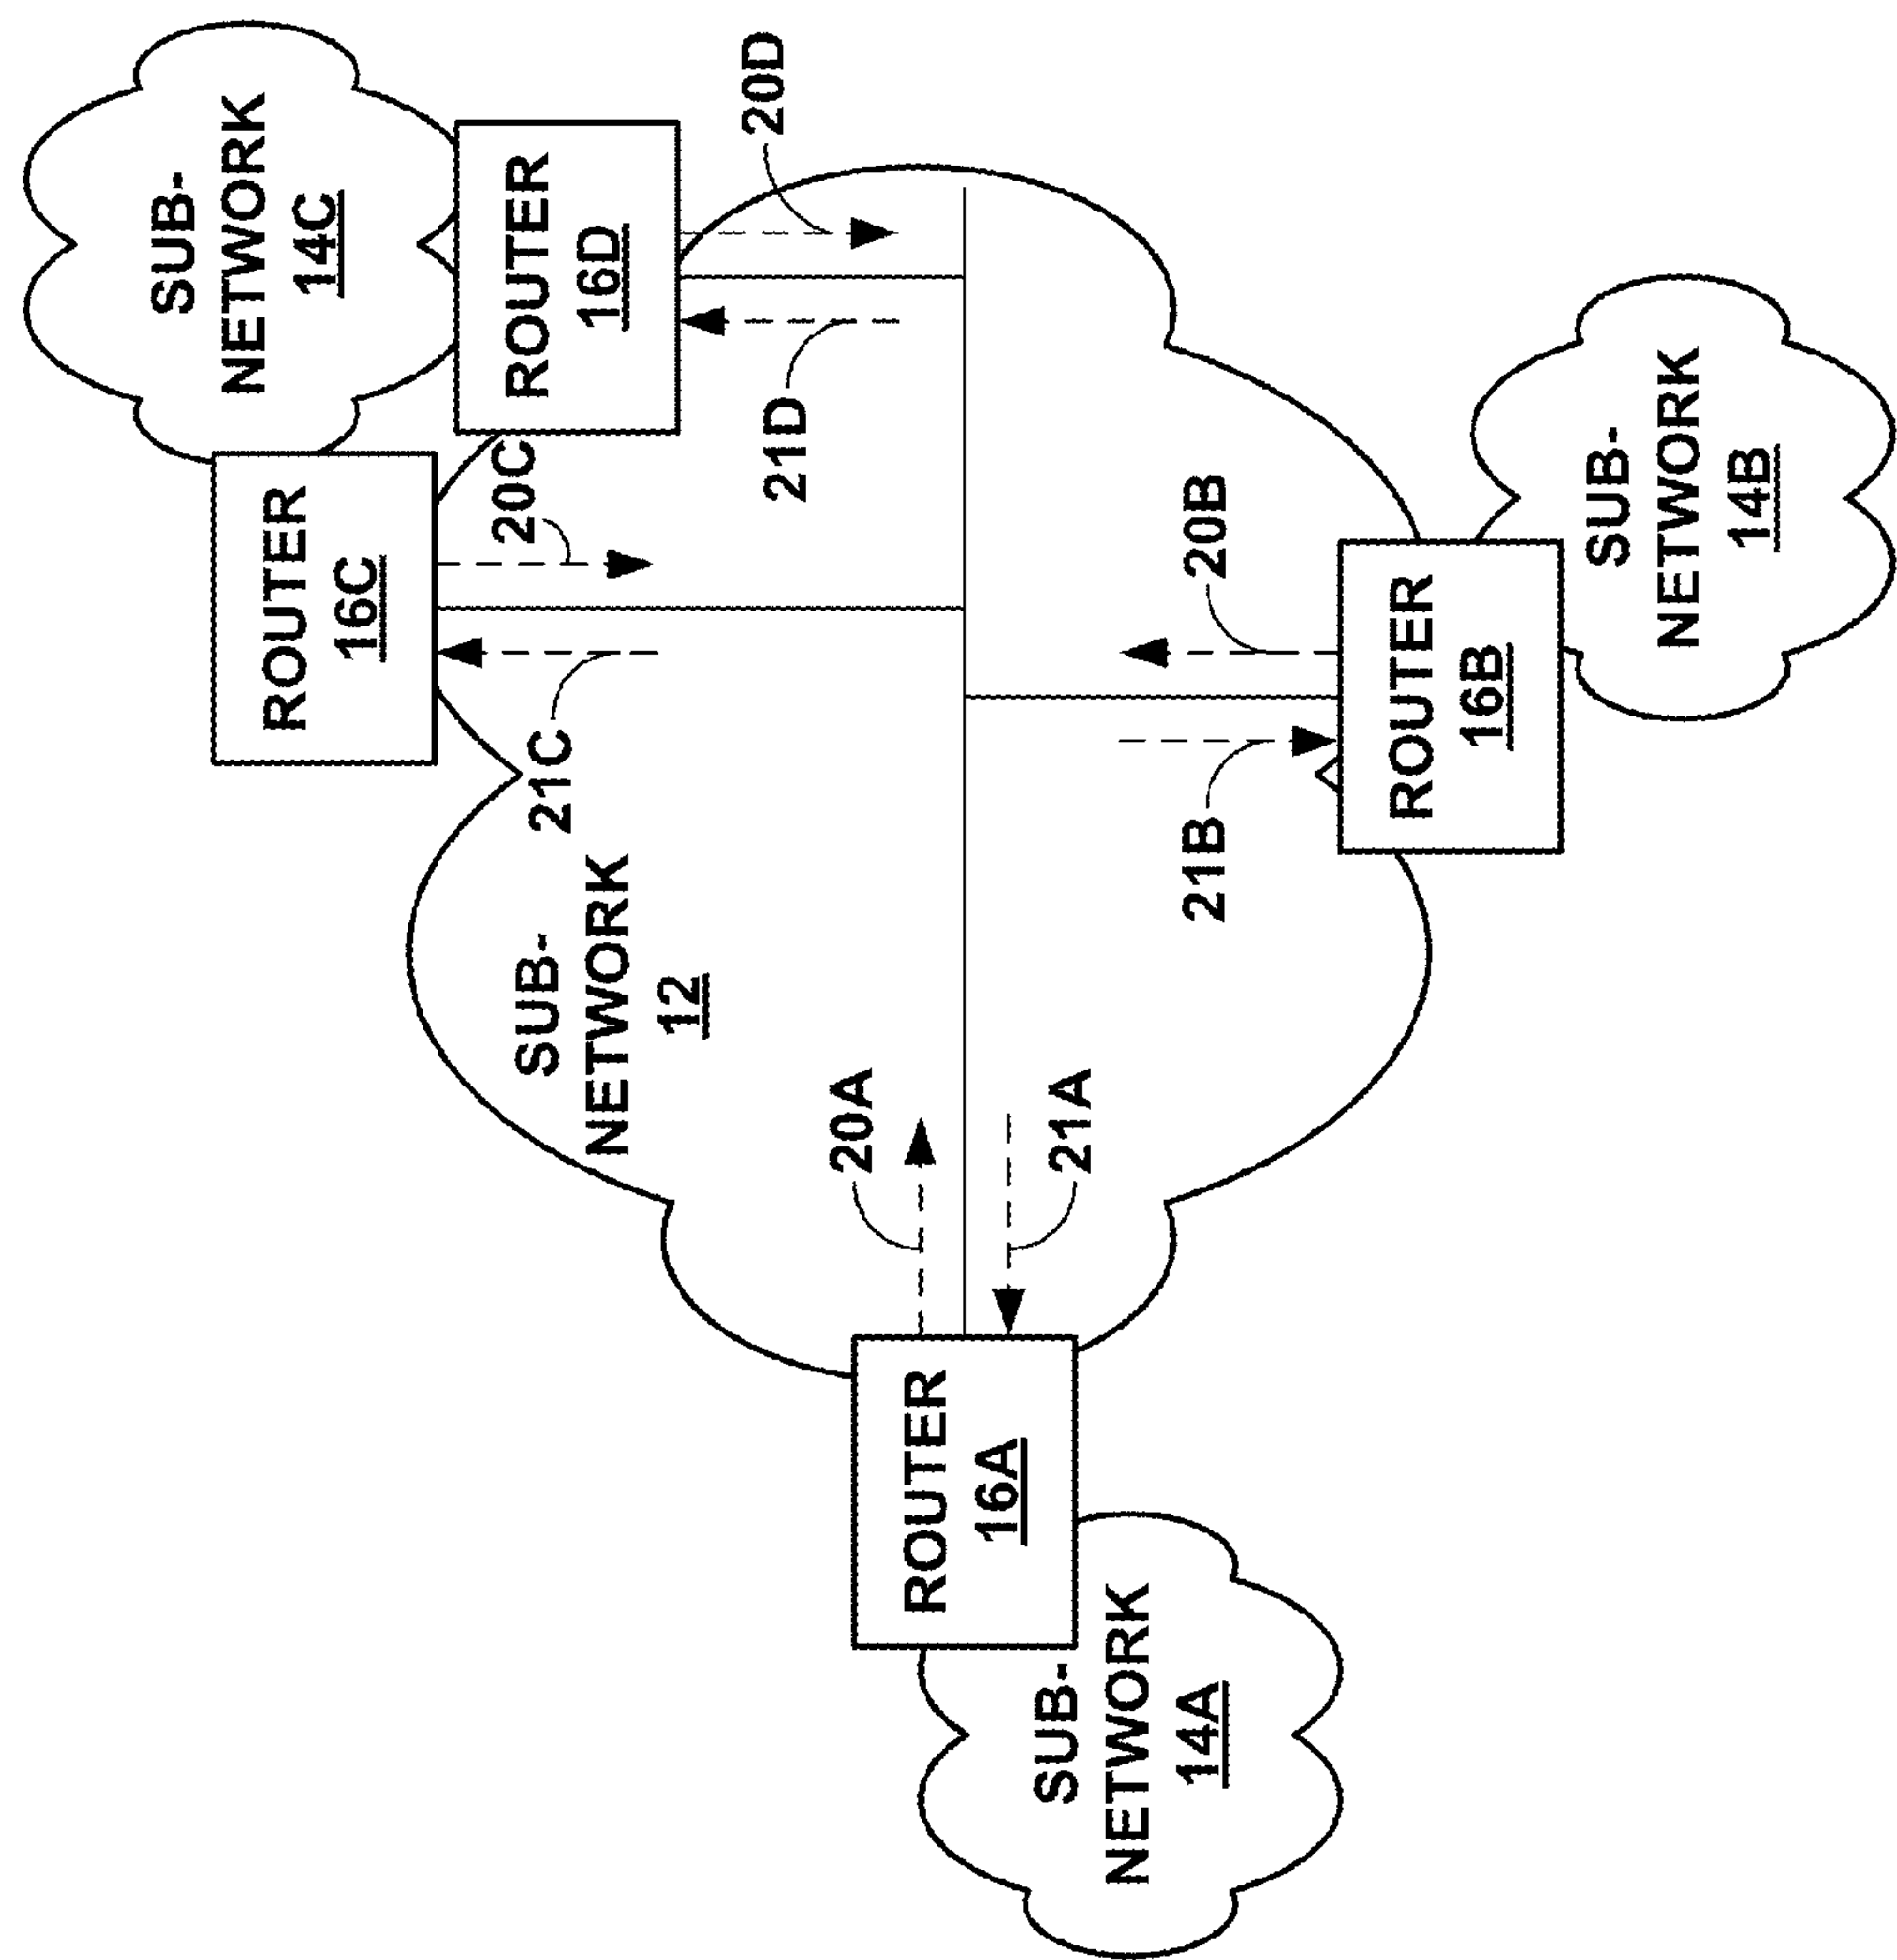 SUB-
NETWORK
14C
ROUTER
16D
20D
21D
ROUTER
16C
20C
21C
SUB-
NETWORK
12
20A
21A
20B
21B
ROUTER
16B
SUB-
NETWORK
14B
ROUTER
16A
SUB-
NETWORK
14A